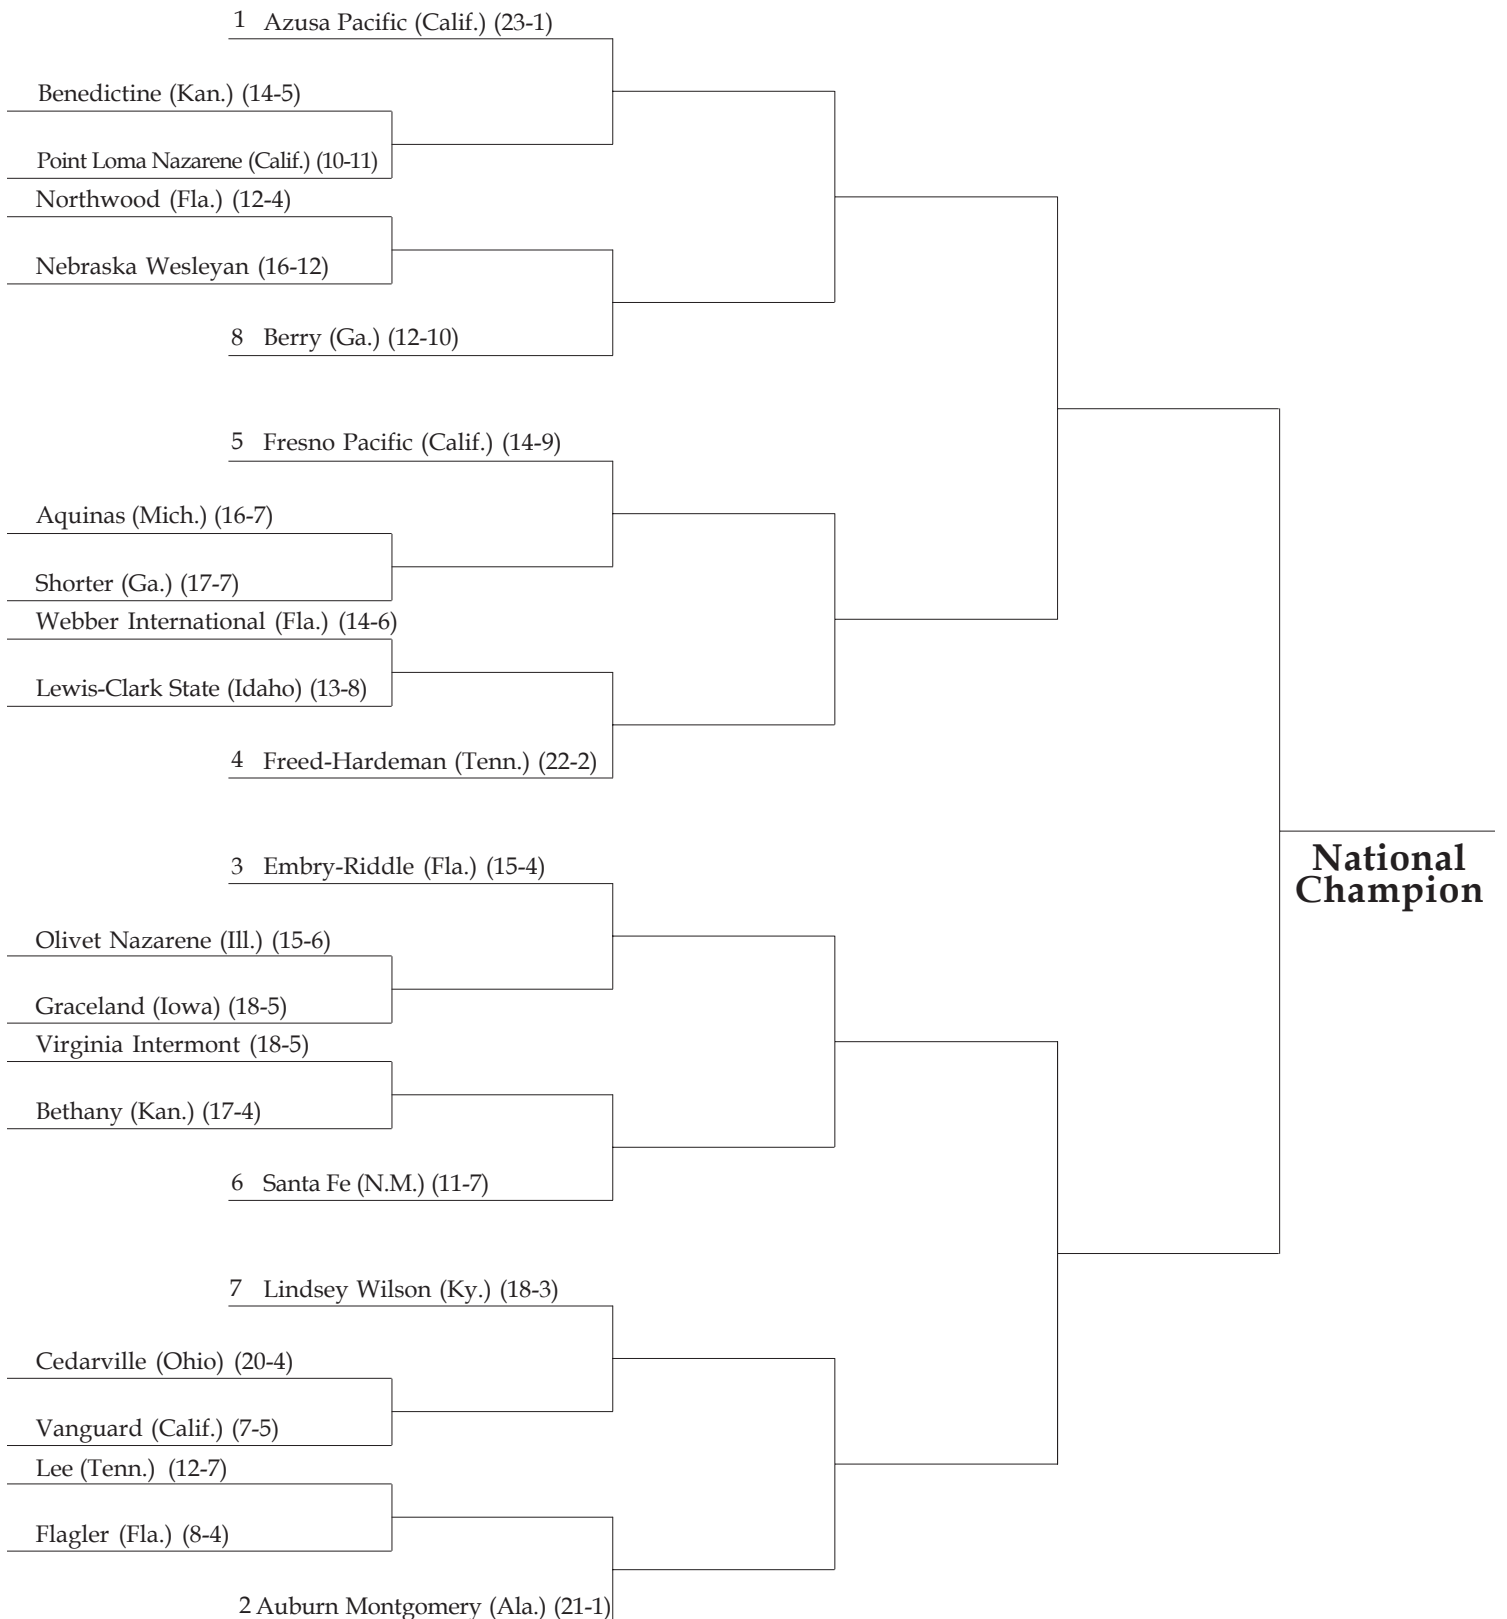 1 Azusa Pacific (Calif.) (23-1)
Benedictine (Kan.) (14-5)
Point Loma Nazarene (Calif.) (10-11)
Northwood (Fla.) (12-4)
Nebraska Wesleyan (16-12)
8 Berry (Ga.) (12-10)
5 Fresno Pacific (Calif.) (14-9)
Aquinas (Mich.) (16-7)
Shorter (Ga.) (17-7)
Webber International (Fla.) (14-6)
Lewis-Clark State (Idaho) (13-8)
4 Freed-Hardeman (Tenn.) (22-2)
3 Embry-Riddle (Fla.) (15-4)
Olivet Nazarene (Ill.) (15-6)
Graceland (Iowa) (18-5)
Virginia Intermont (18-5)
Bethany (Kan.) (17-4)
6 Santa Fe (N.M.) (11-7)
7 Lindsey Wilson (Ky.) (18-3)
Cedarville (Ohio) (20-4)
Vanguard (Calif.) (7-5)
Lee (Tenn.) (12-7)
Flagler (Fla.) (8-4)
2 Auburn Montgomery (Ala.) (21-1)
National
Champion